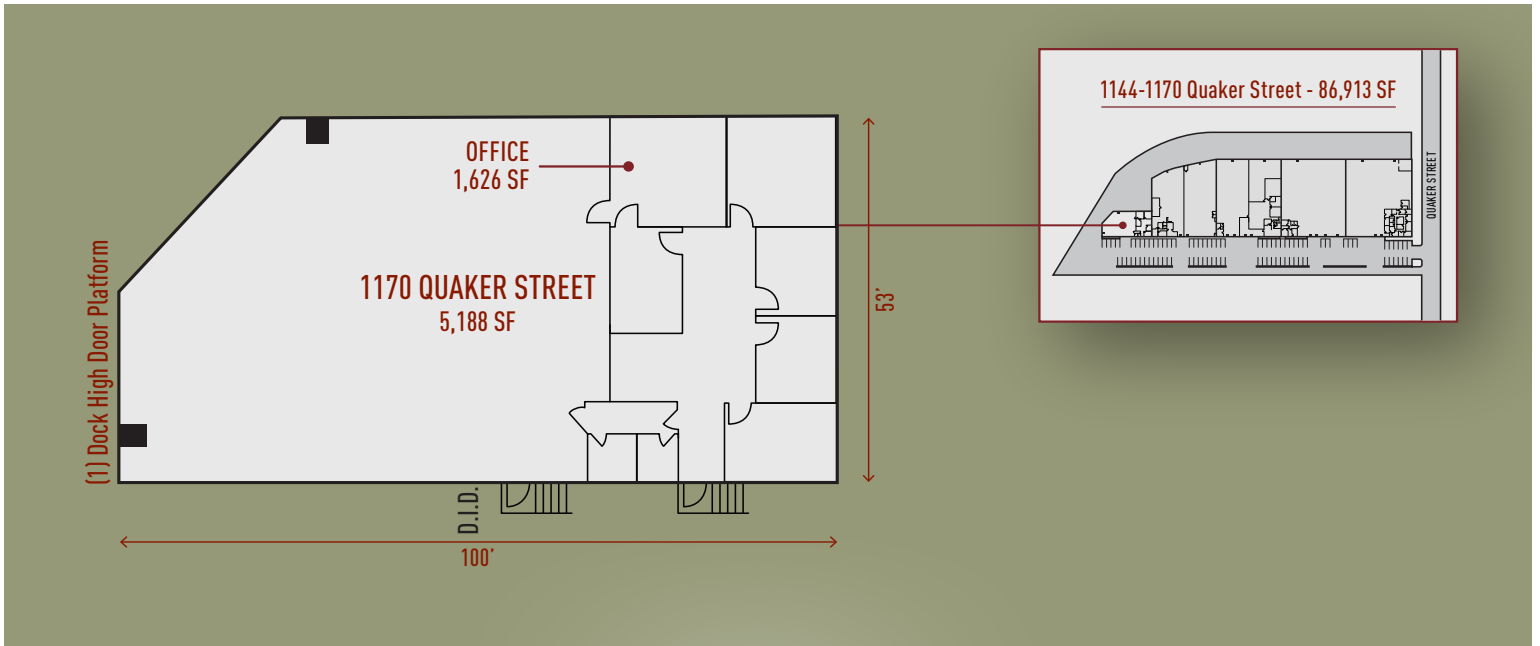 1144-1170 Quaker Street - 86,913 SF
QUAKER STREET
OFFICE
1,626 SF
1170 QUAKER STREET
5,188 SF
(1) Dock High Door Platform
53'
D.I.D.
100'